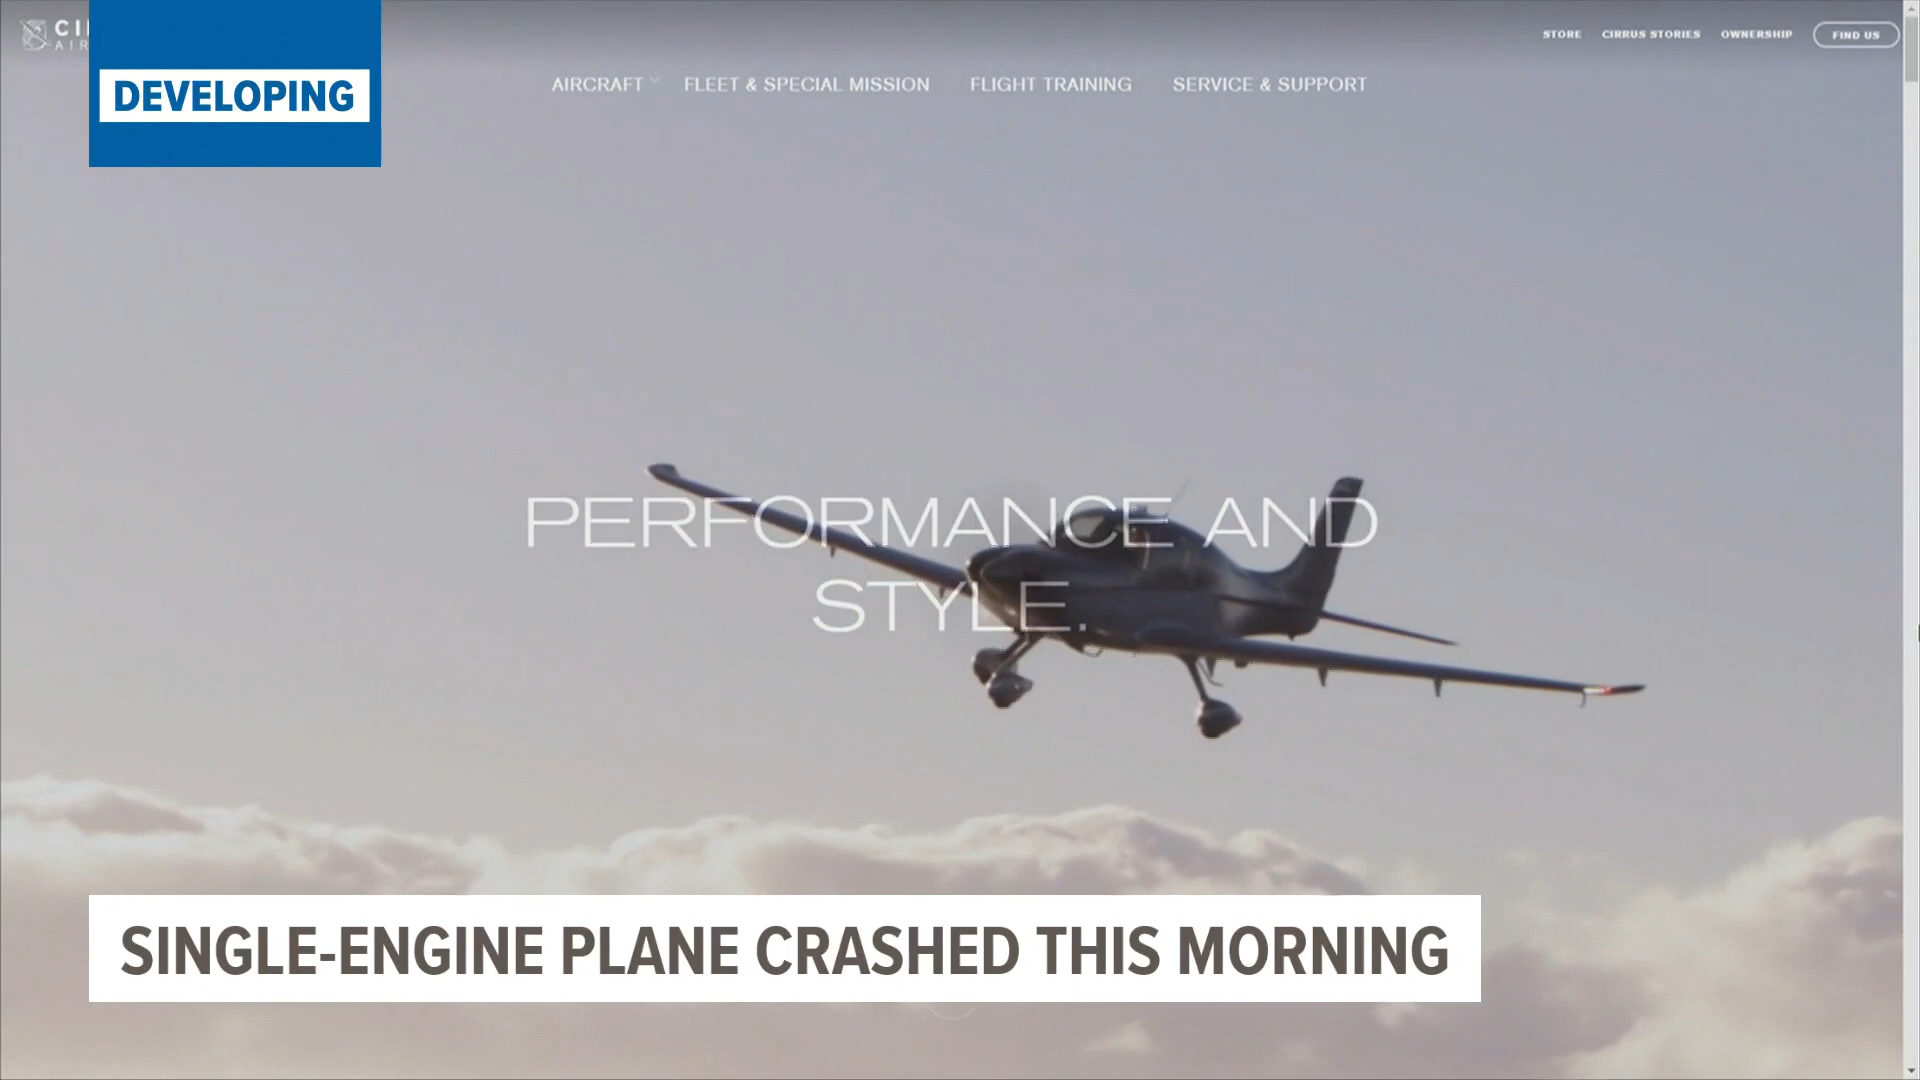 STORE CIRRUS STORIES OWNERSHIP FIND US
AIRCRAFT FLEET & SPECIAL MISSION FLIGHT TRAINING SERVICE & SUPPORT
DEVELOPING
PERFORMANCE AND
STYLE.
SINGLE-ENGINE PLANE CRASHED THIS MORNING